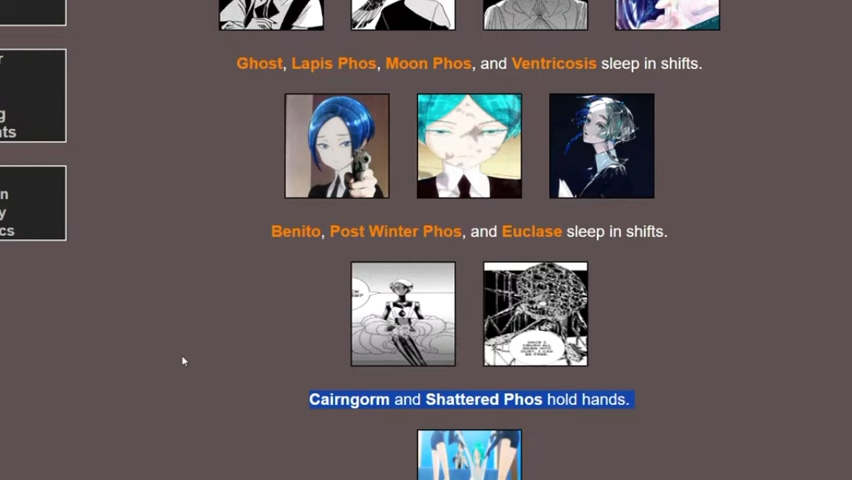 Ghost, Lapis Phos, Moon Phos, and Ventricosis sleep in shifts.
nts
Benito, Post Winter Phos, and Euclase sleep in shifts.
Cairngorm and Shattered Phos hold hands.